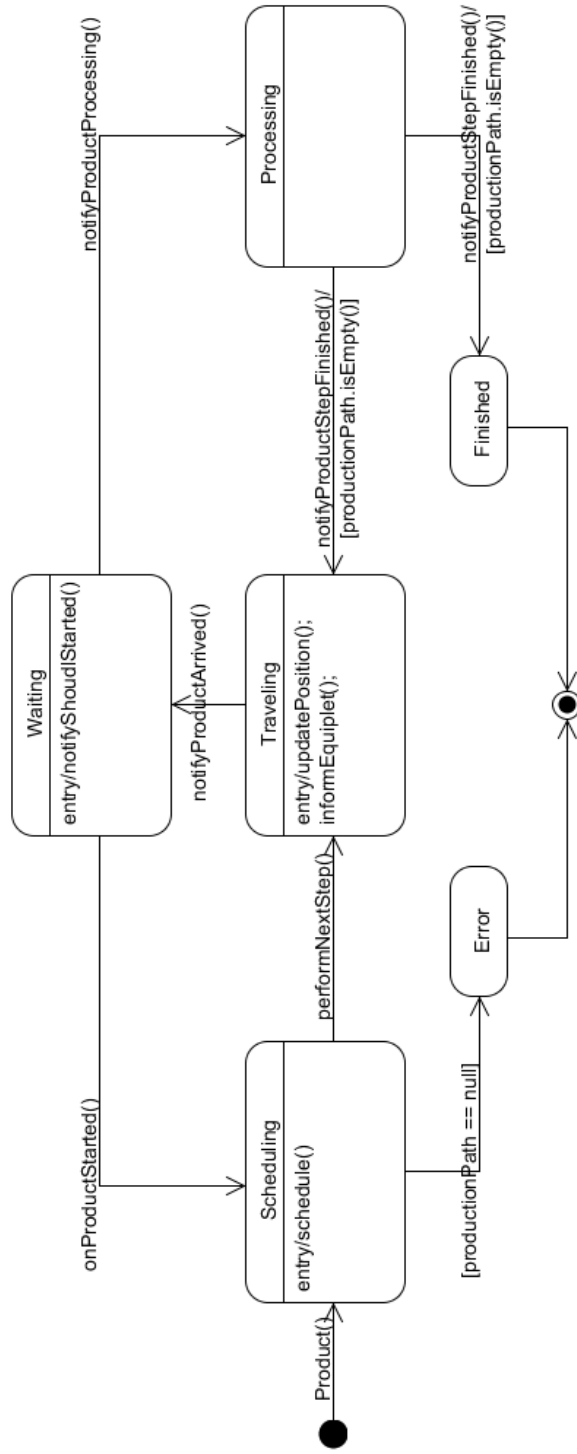 onProductStarted()
notifyProductProcessing()
Waiting
entry/notifyShoudIStarted()
notifyProductArrived()
Product()
Scheduling
entry/schedule()
performNextStep()
Traveling
entry/updatePosition();
informEquiplet();
notifyProductStepFinished()/
[productionPath.isEmpty()]
Processing
[productionPath == null]
Error
Finished
notifyProductStepFinished()/
[productionPath.isEmpty()]